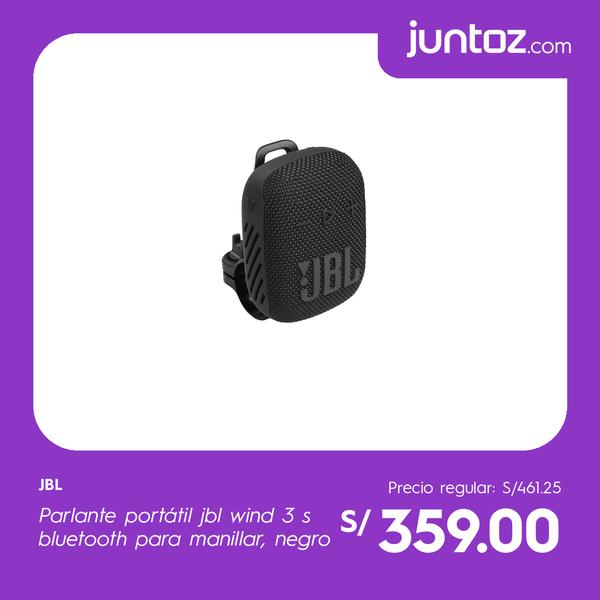 juntoz.com
JBL
JBL
Precio regular: S/461.25
Parlante portátil jbl wind 3 s
bluetooth para manillar, negro
S/ 359.00